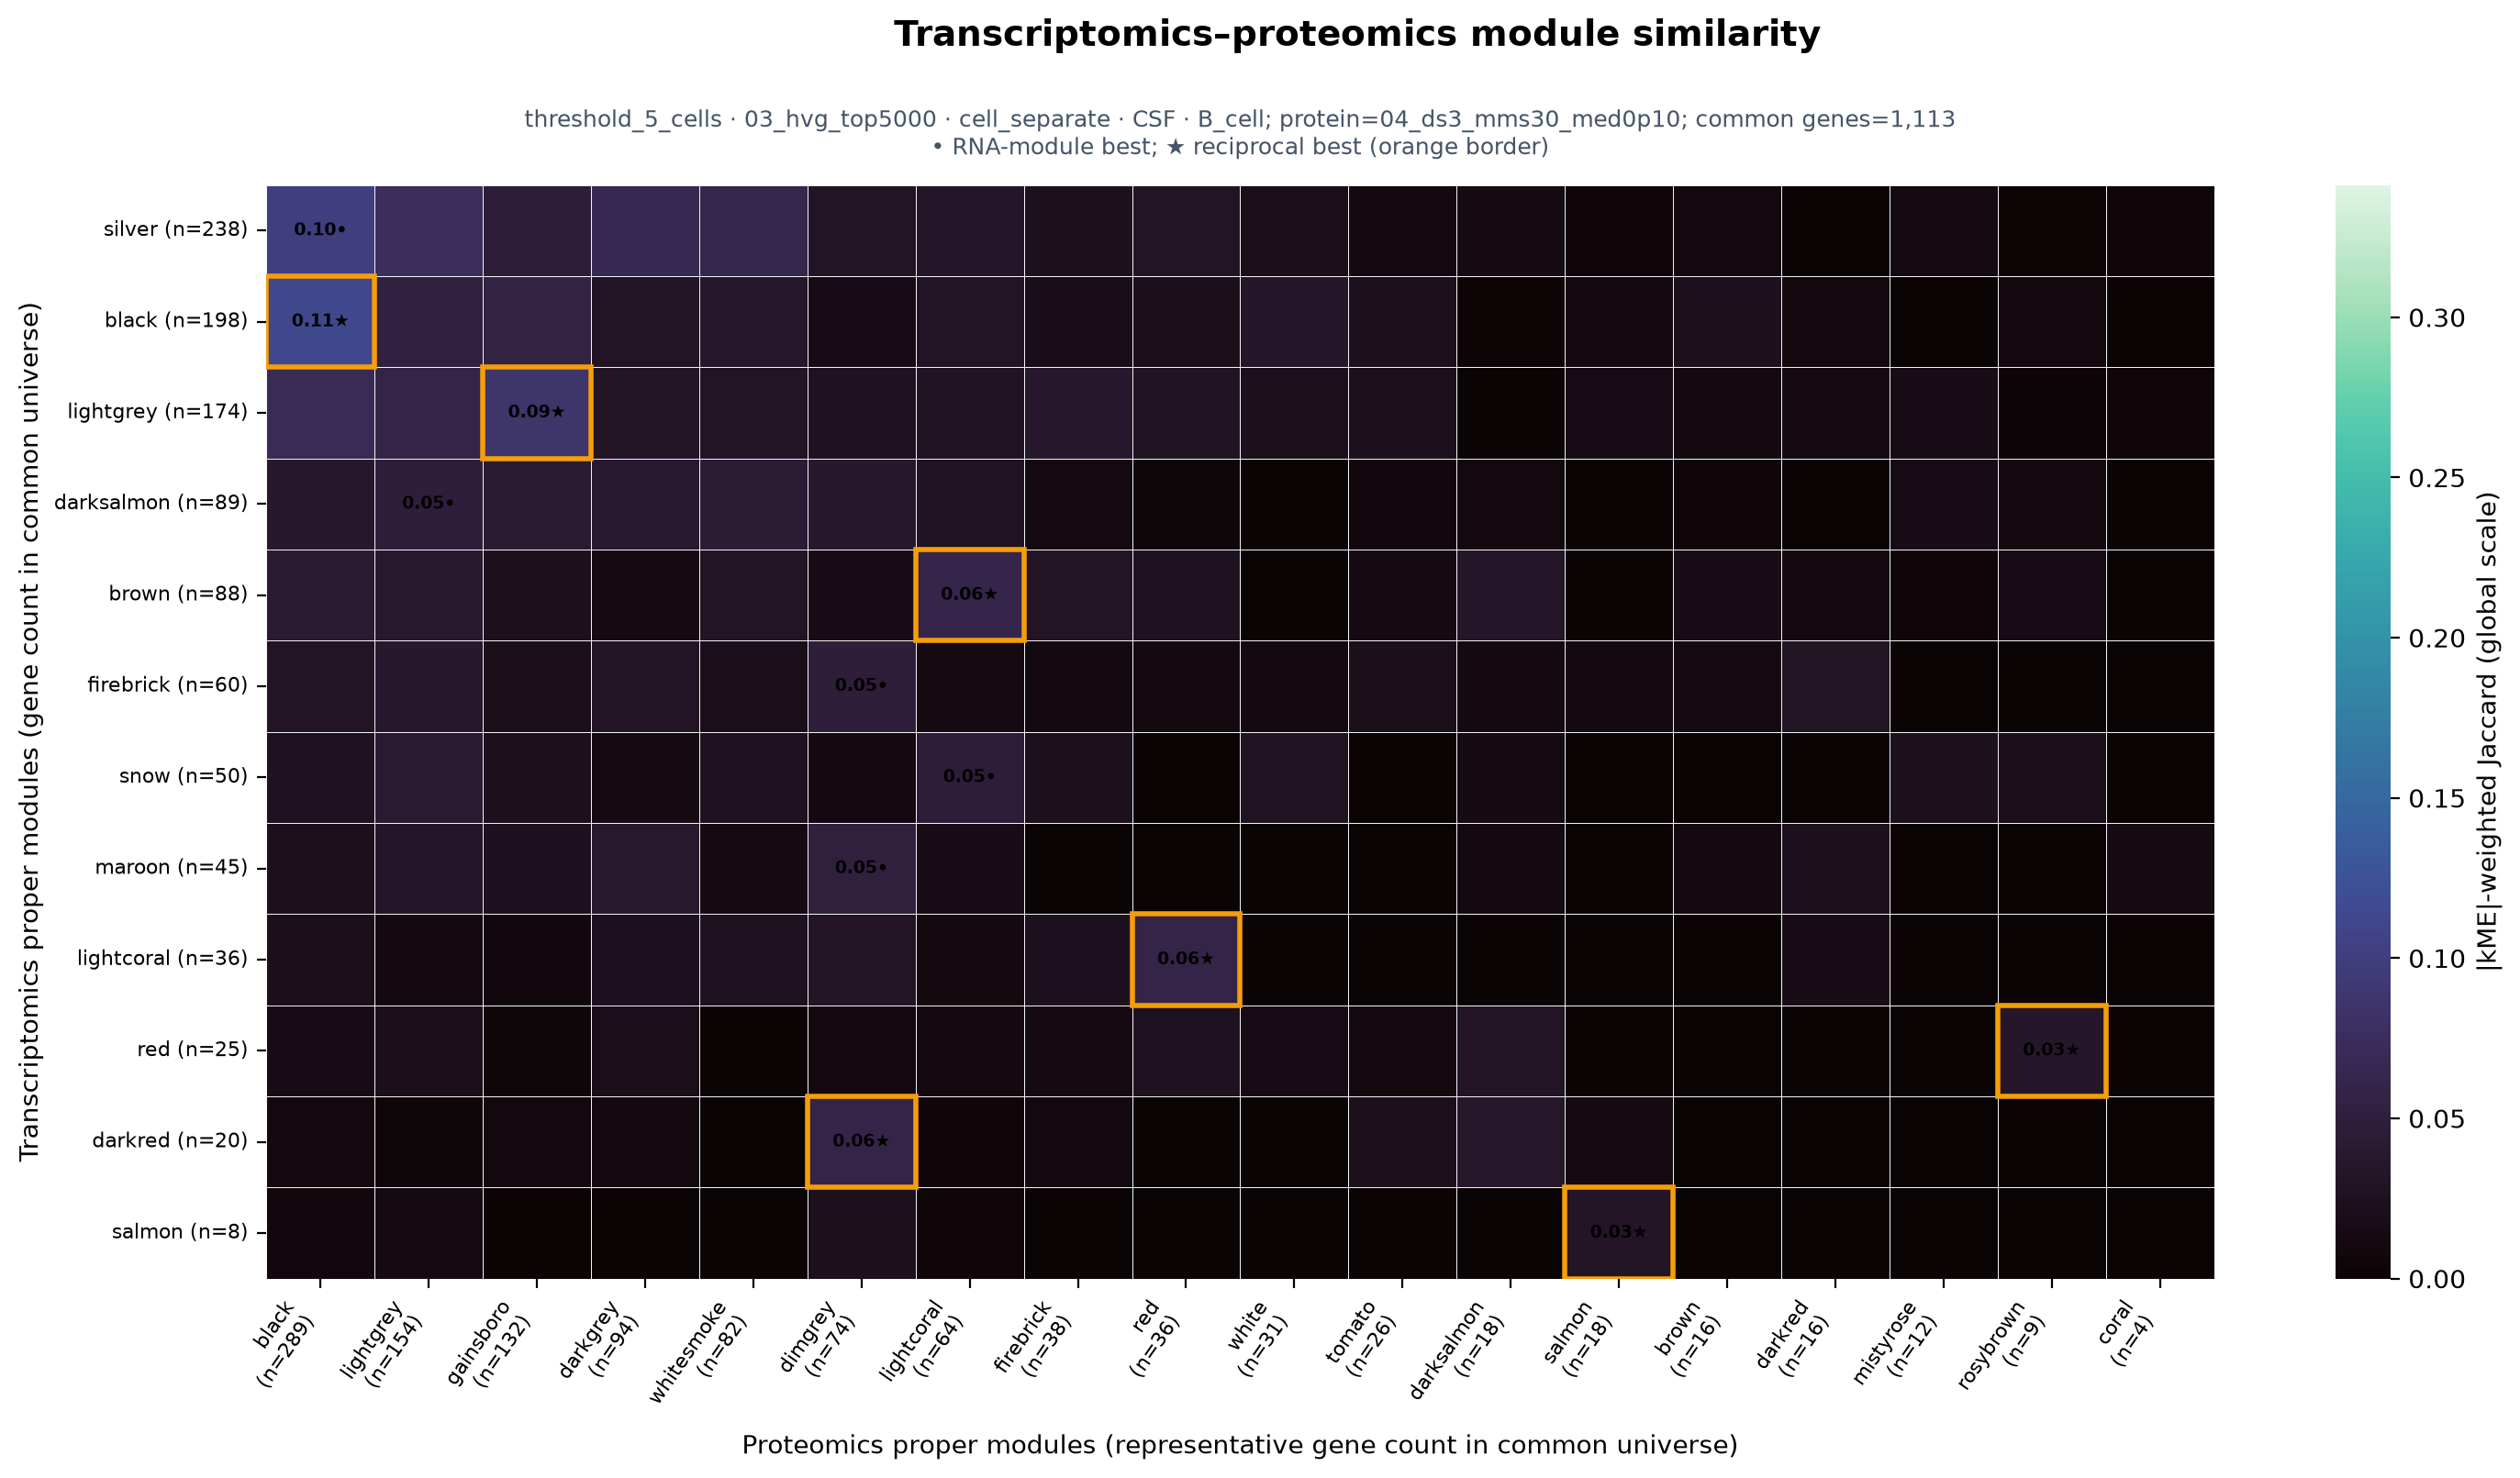 Transcriptomics–proteomics module similarity
threshold_5_cells · 03_hvg_top5000 · cell_separate · CSF · B_cell; protein=04_ds3_mms30_med0p10; common genes=1,113
• RNA-module best; ★ reciprocal best (orange border)
Transcriptomics proper modules (gene count in common universe)
silver (n=238)
0.10•
black (n=198)
0.11★
lightgrey (n=174)
0.09★
darksalmon (n=89)
0.05•
brown (n=88)
0.06★
firebrick (n=60)
0.05•
snow (n=50)
0.05•
maroon (n=45)
0.05•
lightcoral (n=36)
0.06★
red (n=25)
0.03★
darkred (n=20)
0.06★
salmon (n=8)
0.03★
black
(n=289)
lightgrey
(n=154)
gainsboro
(n=132)
darkgrey
(n=94)
whitesmoke
(n=82)
dimgrey
(n=74)
lightcoral
(n=64)
firebrick
(n=38)
red
(n=36)
white
(n=31)
tomato
(n=26)
darksalmon
(n=18)
salmon
(n=18)
brown
(n=16)
darkred
(n=16)
mistyrose
(n=12)
rosybrown
(n=9)
coral
(n=4)
Proteomics proper modules (representative gene count in common universe)
0.30
0.25
0.20
0.15
0.10
0.05
0.00
|kME|-weighted Jaccard (global scale)